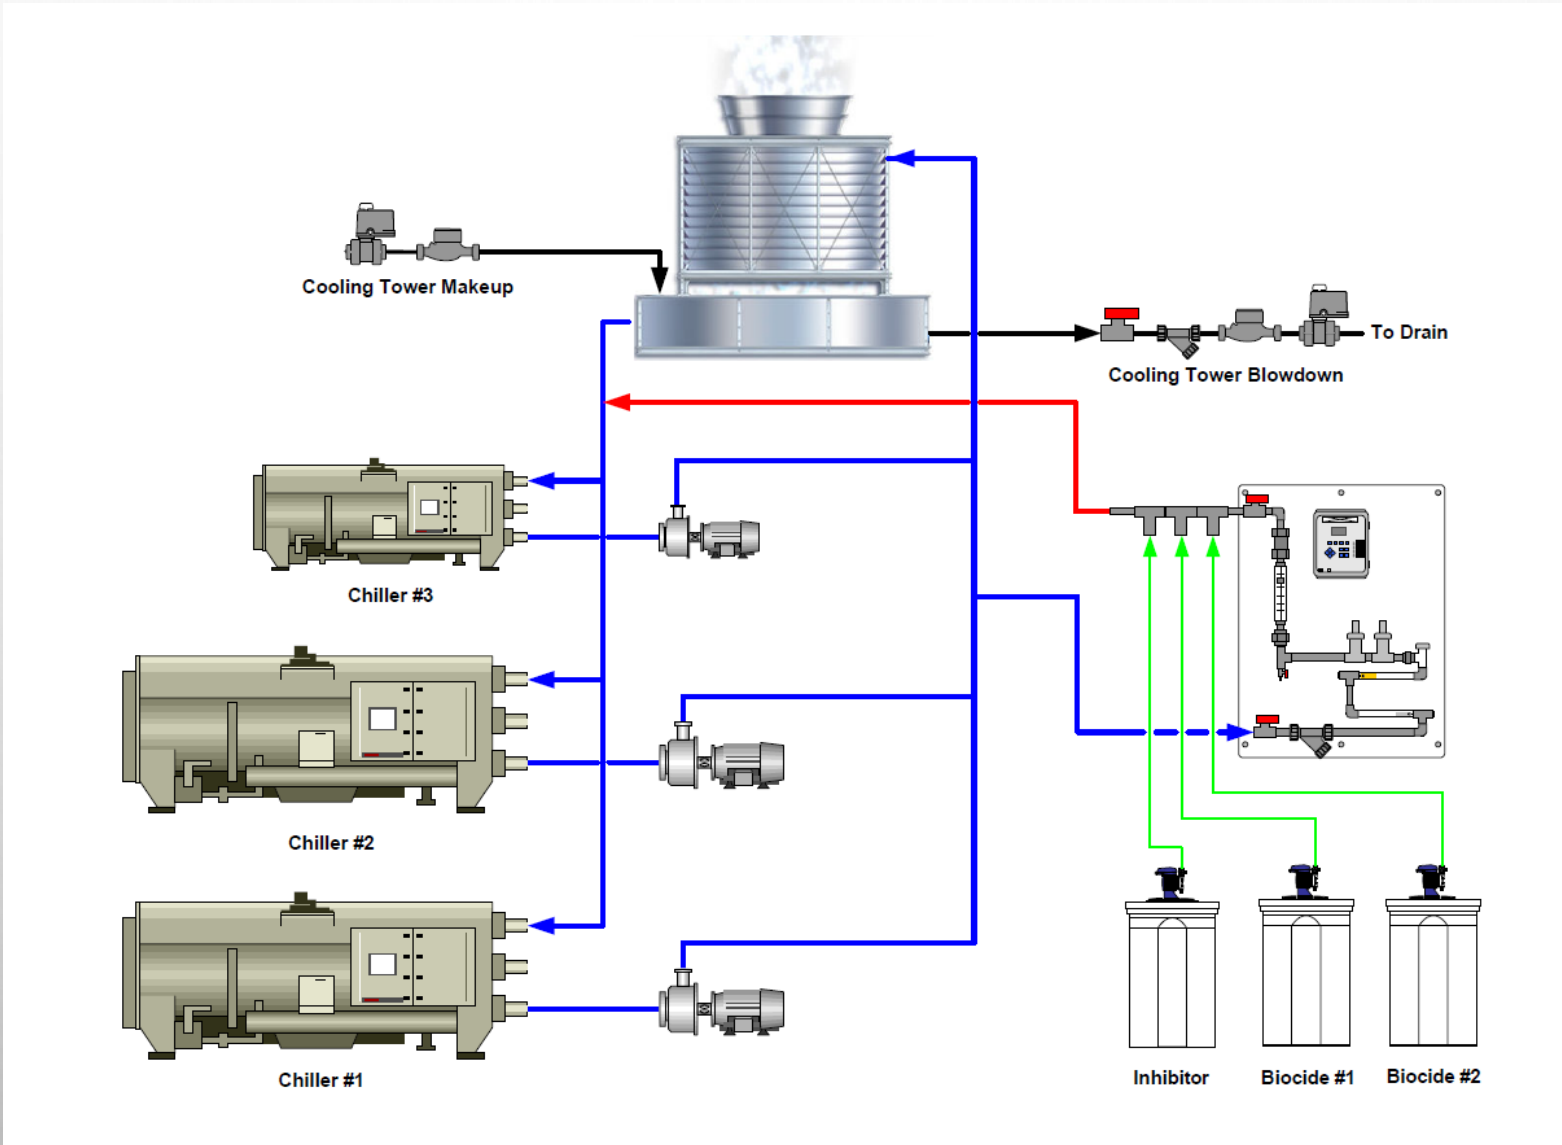 Cooling Tower Makeup
To Drain
Cooling Tower Blowdown
Chiller #3
Chiller #2
Chiller #1
Inhibitor
Biocide #1
Biocide #2